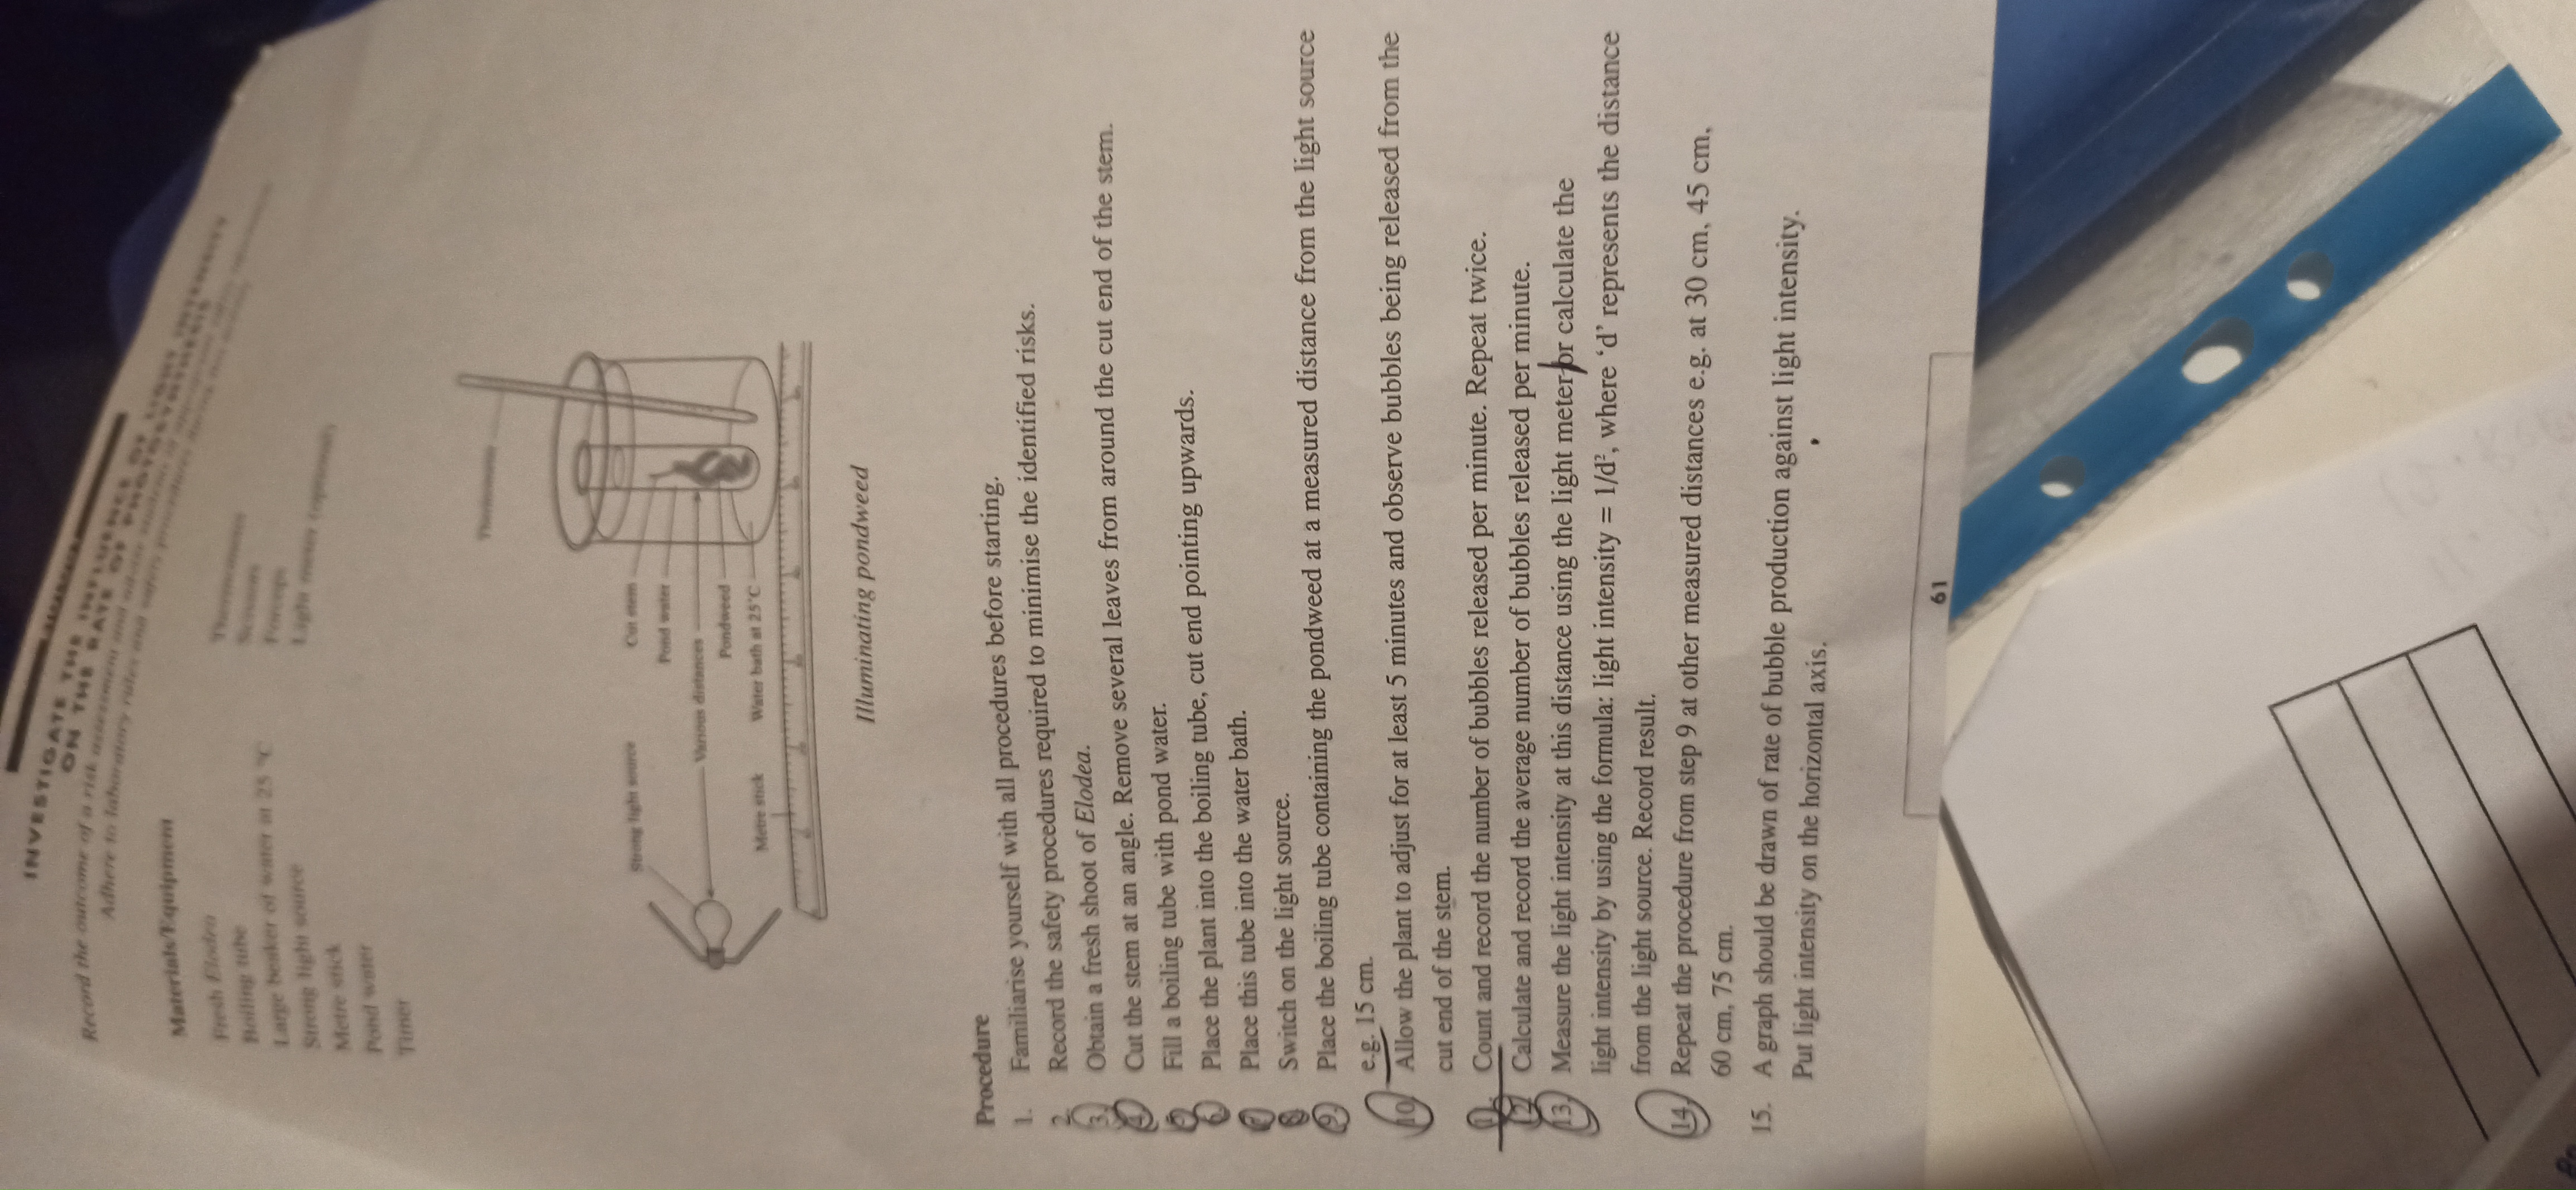 INVESTIGATE THE INFLUENCE OF LIGHT INTENSITY
ON THE RATE OF PHOTOSYNTHESIS
Record the outcome of a risk assessment and
Adhere to laboratory rules and safety procedures during this activity
Materials/Equipment
Fresh Elodea
Boiling tube
Large beaker of water at 25 °C
Strong light source
Metre stick
Pond water
Timer
Thermometer
Scissors
Forceps
Light meter (optional)
Thermometer
Strong light source
Cut stem
Pond water
Various distances
Pondweed
Metre stick
Water bath at 25°C
Illuminating pondweed
Procedure
1. Familiarise yourself with all procedures before starting.
2. Record the safety procedures required to minimise the identified risks.
3. Obtain a fresh shoot of Elodea.
4. Cut the stem at an angle. Remove several leaves from around the cut end of the stem.
5. Fill a boiling tube with pond water.
6. Place the plant into the boiling tube, cut end pointing upwards.
7. Place this tube into the water bath.
8. Switch on the light source.
9. Place the boiling tube containing the pondweed at a measured distance from the light source
e.g. 15 cm.
10. Allow the plant to adjust for at least 5 minutes and observe bubbles being released from the
cut end of the stem.
11. Count and record the number of bubbles released per minute. Repeat twice.
12. Calculate and record the average number of bubbles released per minute.
13. Measure the light intensity at this distance using the light meter or calculate the
light intensity by using the formula: light intensity = 1/d², where ‘d’ represents the distance
from the light source. Record result.
14. Repeat the procedure from step 9 at other measured distances e.g. at 30 cm, 45 cm,
60 cm, 75 cm.
15. A graph should be drawn of rate of bubble production against light intensity.
Put light intensity on the horizontal axis.
61